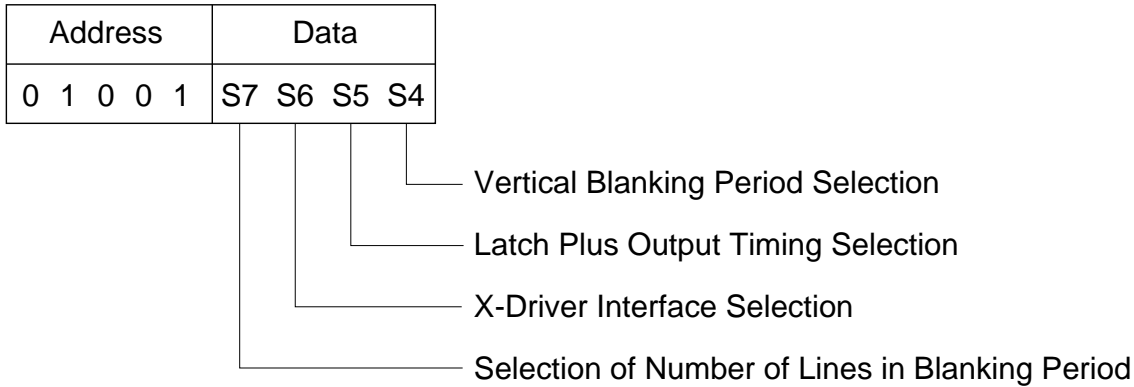 Address Data
0 1 0 0 1 S7 S6 S5 S4
Vertical Blanking Period Selection
Latch Plus Output Timing Selection
X-Driver Interface Selection
Selection of Number of Lines in Blanking Period